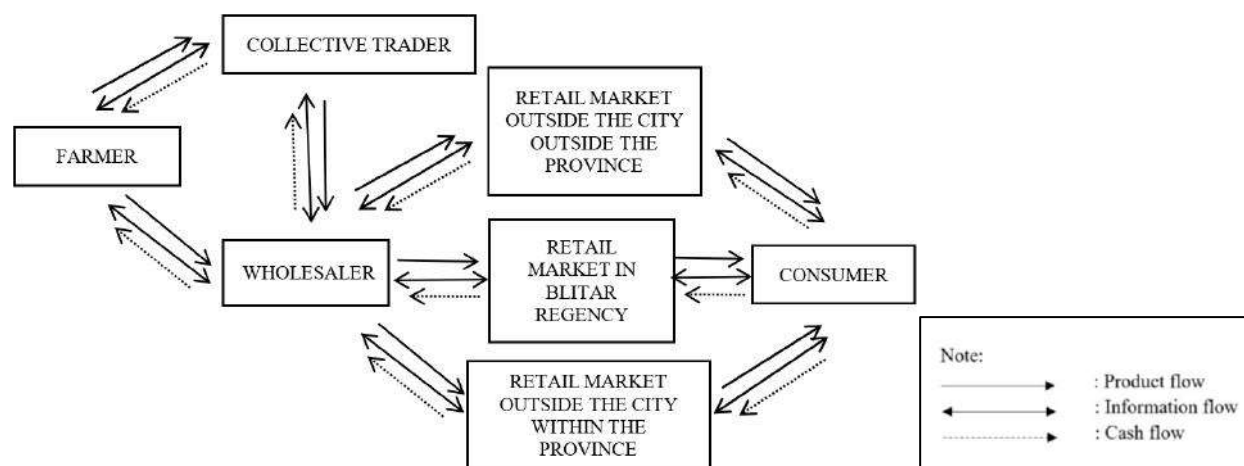 COLLECTIVE TRADER
RETAIL MARKET
OUTSIDE THE CITY
OUTSIDE THE
PROVINCE
FARMER
WHOLESALER
RETAIL
MARKET IN
BLITAR
REGENCY
CONSUMER
RETAIL MARKET
OUTSIDE THE CITY
WITHIN THE
PROVINCE
Note:
: Product flow
: Information flow
: Cash flow